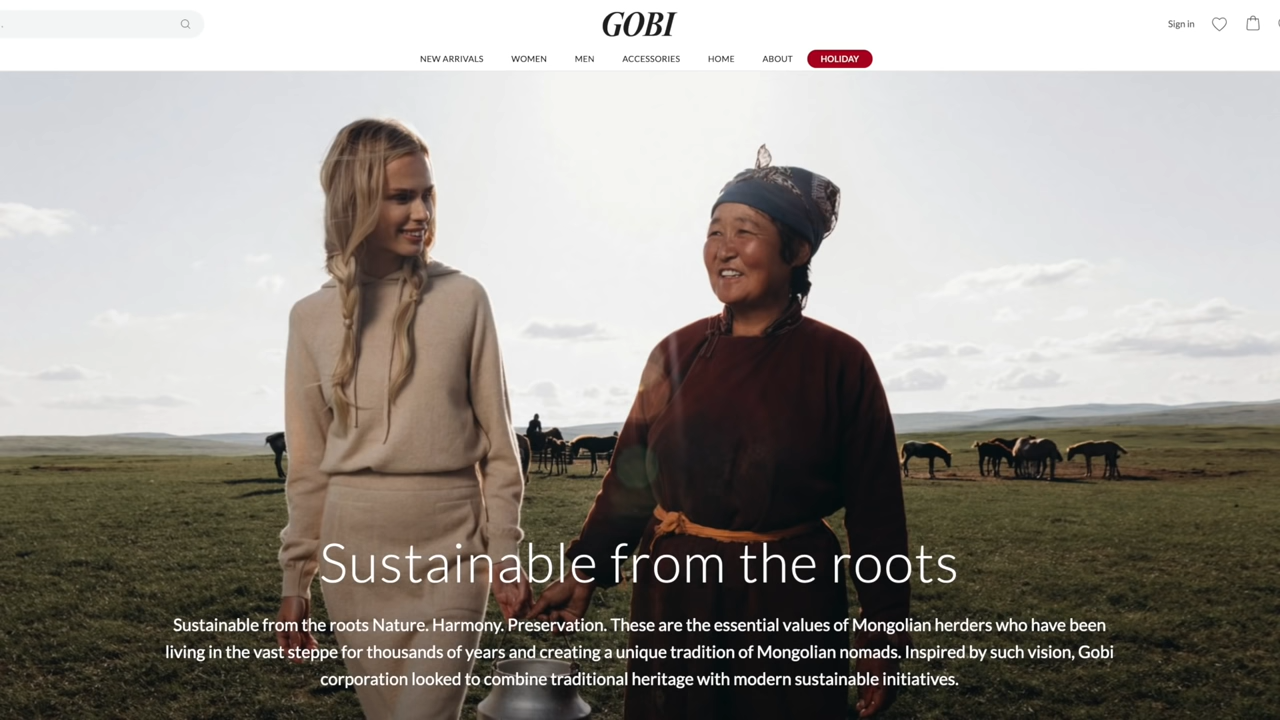 .
GOBI
Sign in
NEW ARRIVALS WOMEN MEN ACCESSORIES HOME ABOUT HOLIDAY
Sustainable from the roots
Sustainable from the roots Nature. Harmony. Preservation. These are the essential values of Mongolian herders who have been
living in the vast steppe for thousands of years and creating a unique tradition of Mongolian nomads. Inspired by such vision, Gobi
corporation looked to combine traditional heritage with modern sustainable initiatives.